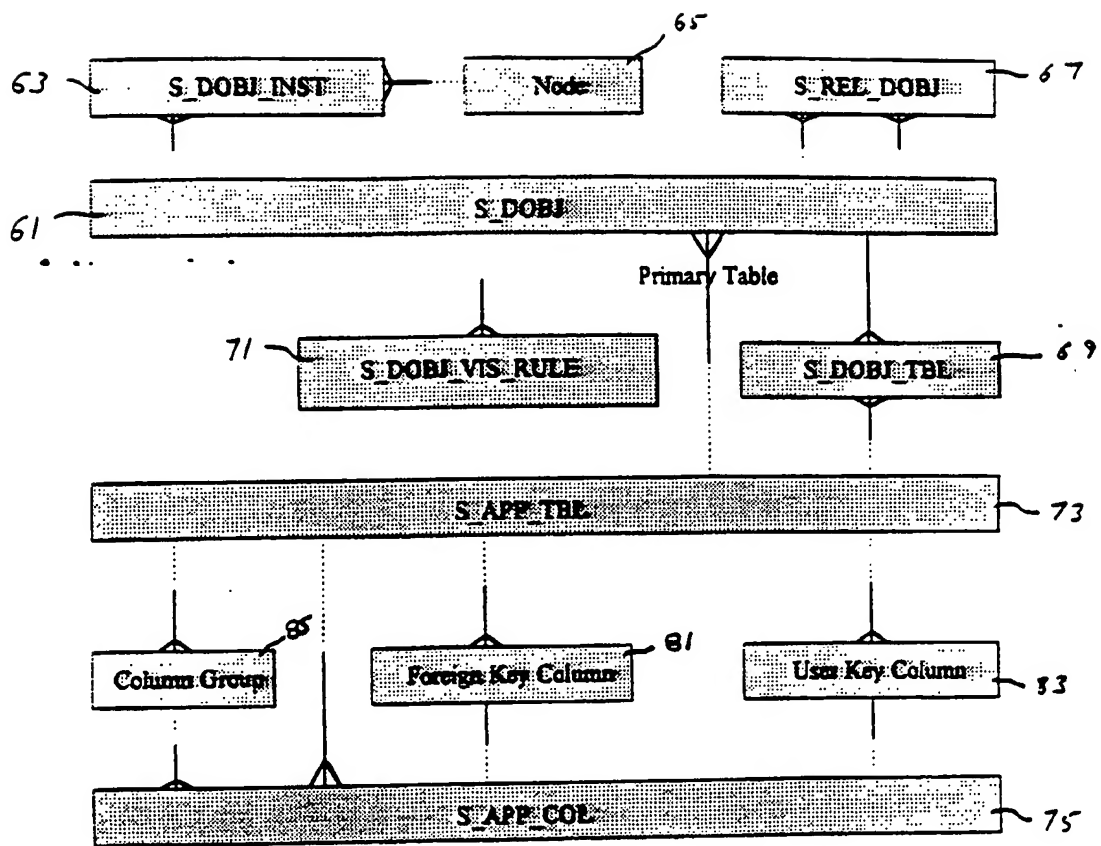 65
63 S_DOBJ_INST Node S_REL_DOBJ 67
S_DOBJ
61
Primary Table
71 S_DOBJ_VIS_RULE S_DOBJ_TBL 69
S_APP_TBL 73
85 81
Column Group Foreign Key Column User Key Column 83
S_APP_COL 75